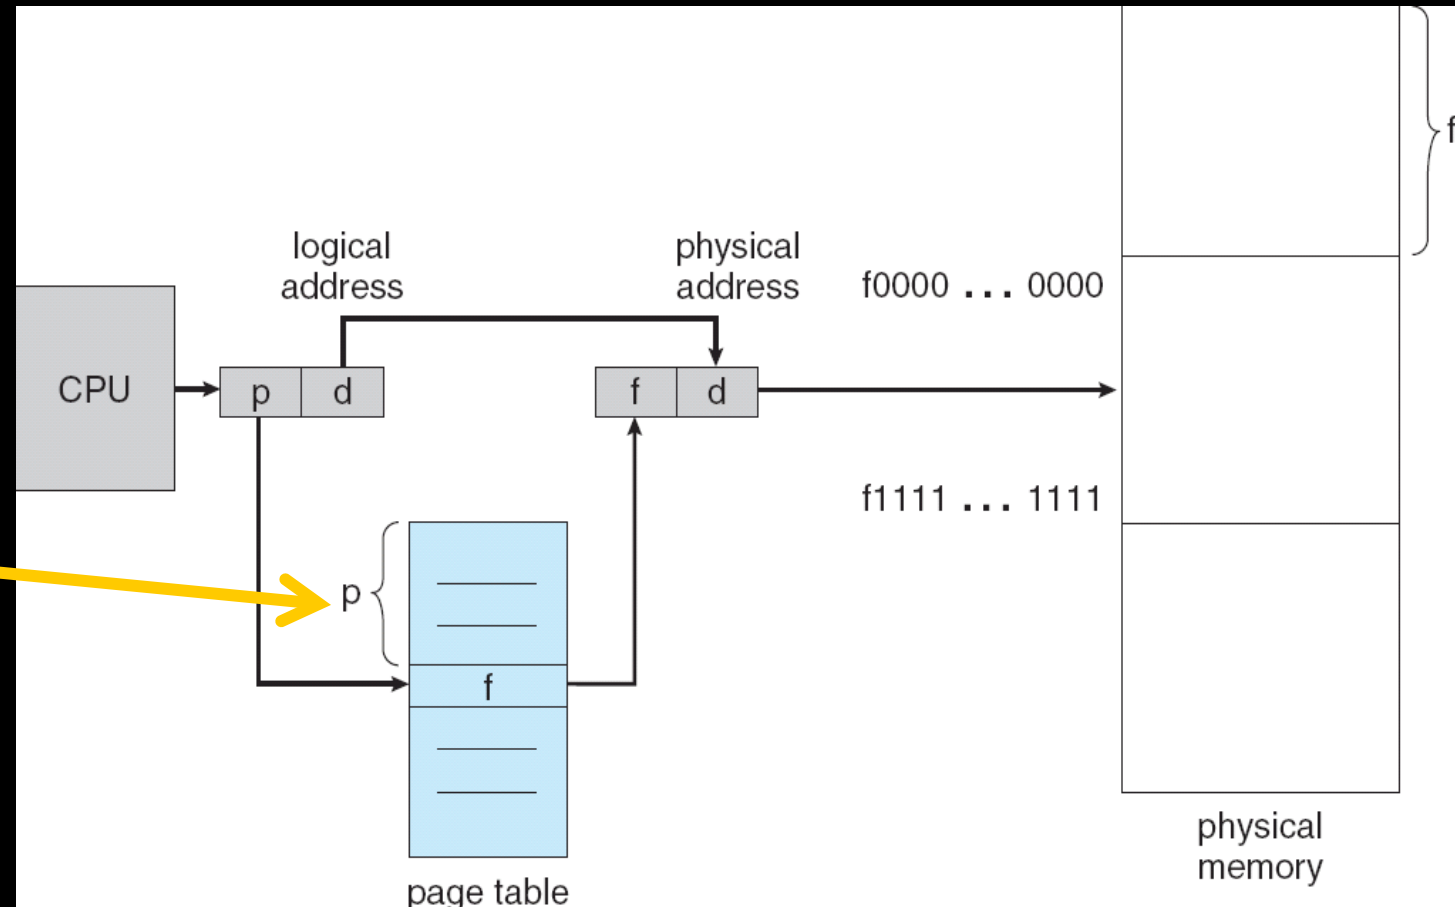 f
logical
address
physical
address
f0000 ... 0000
CPU
p d
f d
f1111 ... 1111
p
f
physical
memory
page table